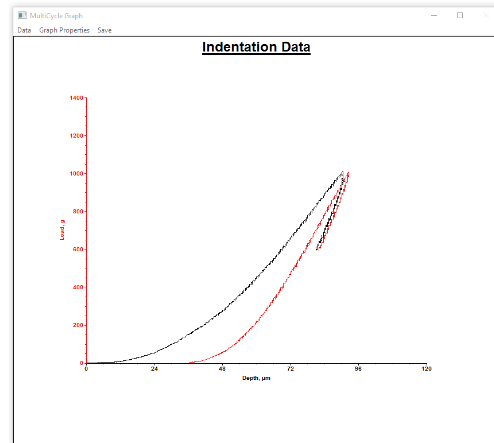 MultiCycle Graph
Data Graph Properties Save
Indentation Data
1400
1200
1000
800
600
400
200
0
Load, g
0 24 48 72 96 120
Depth, µm